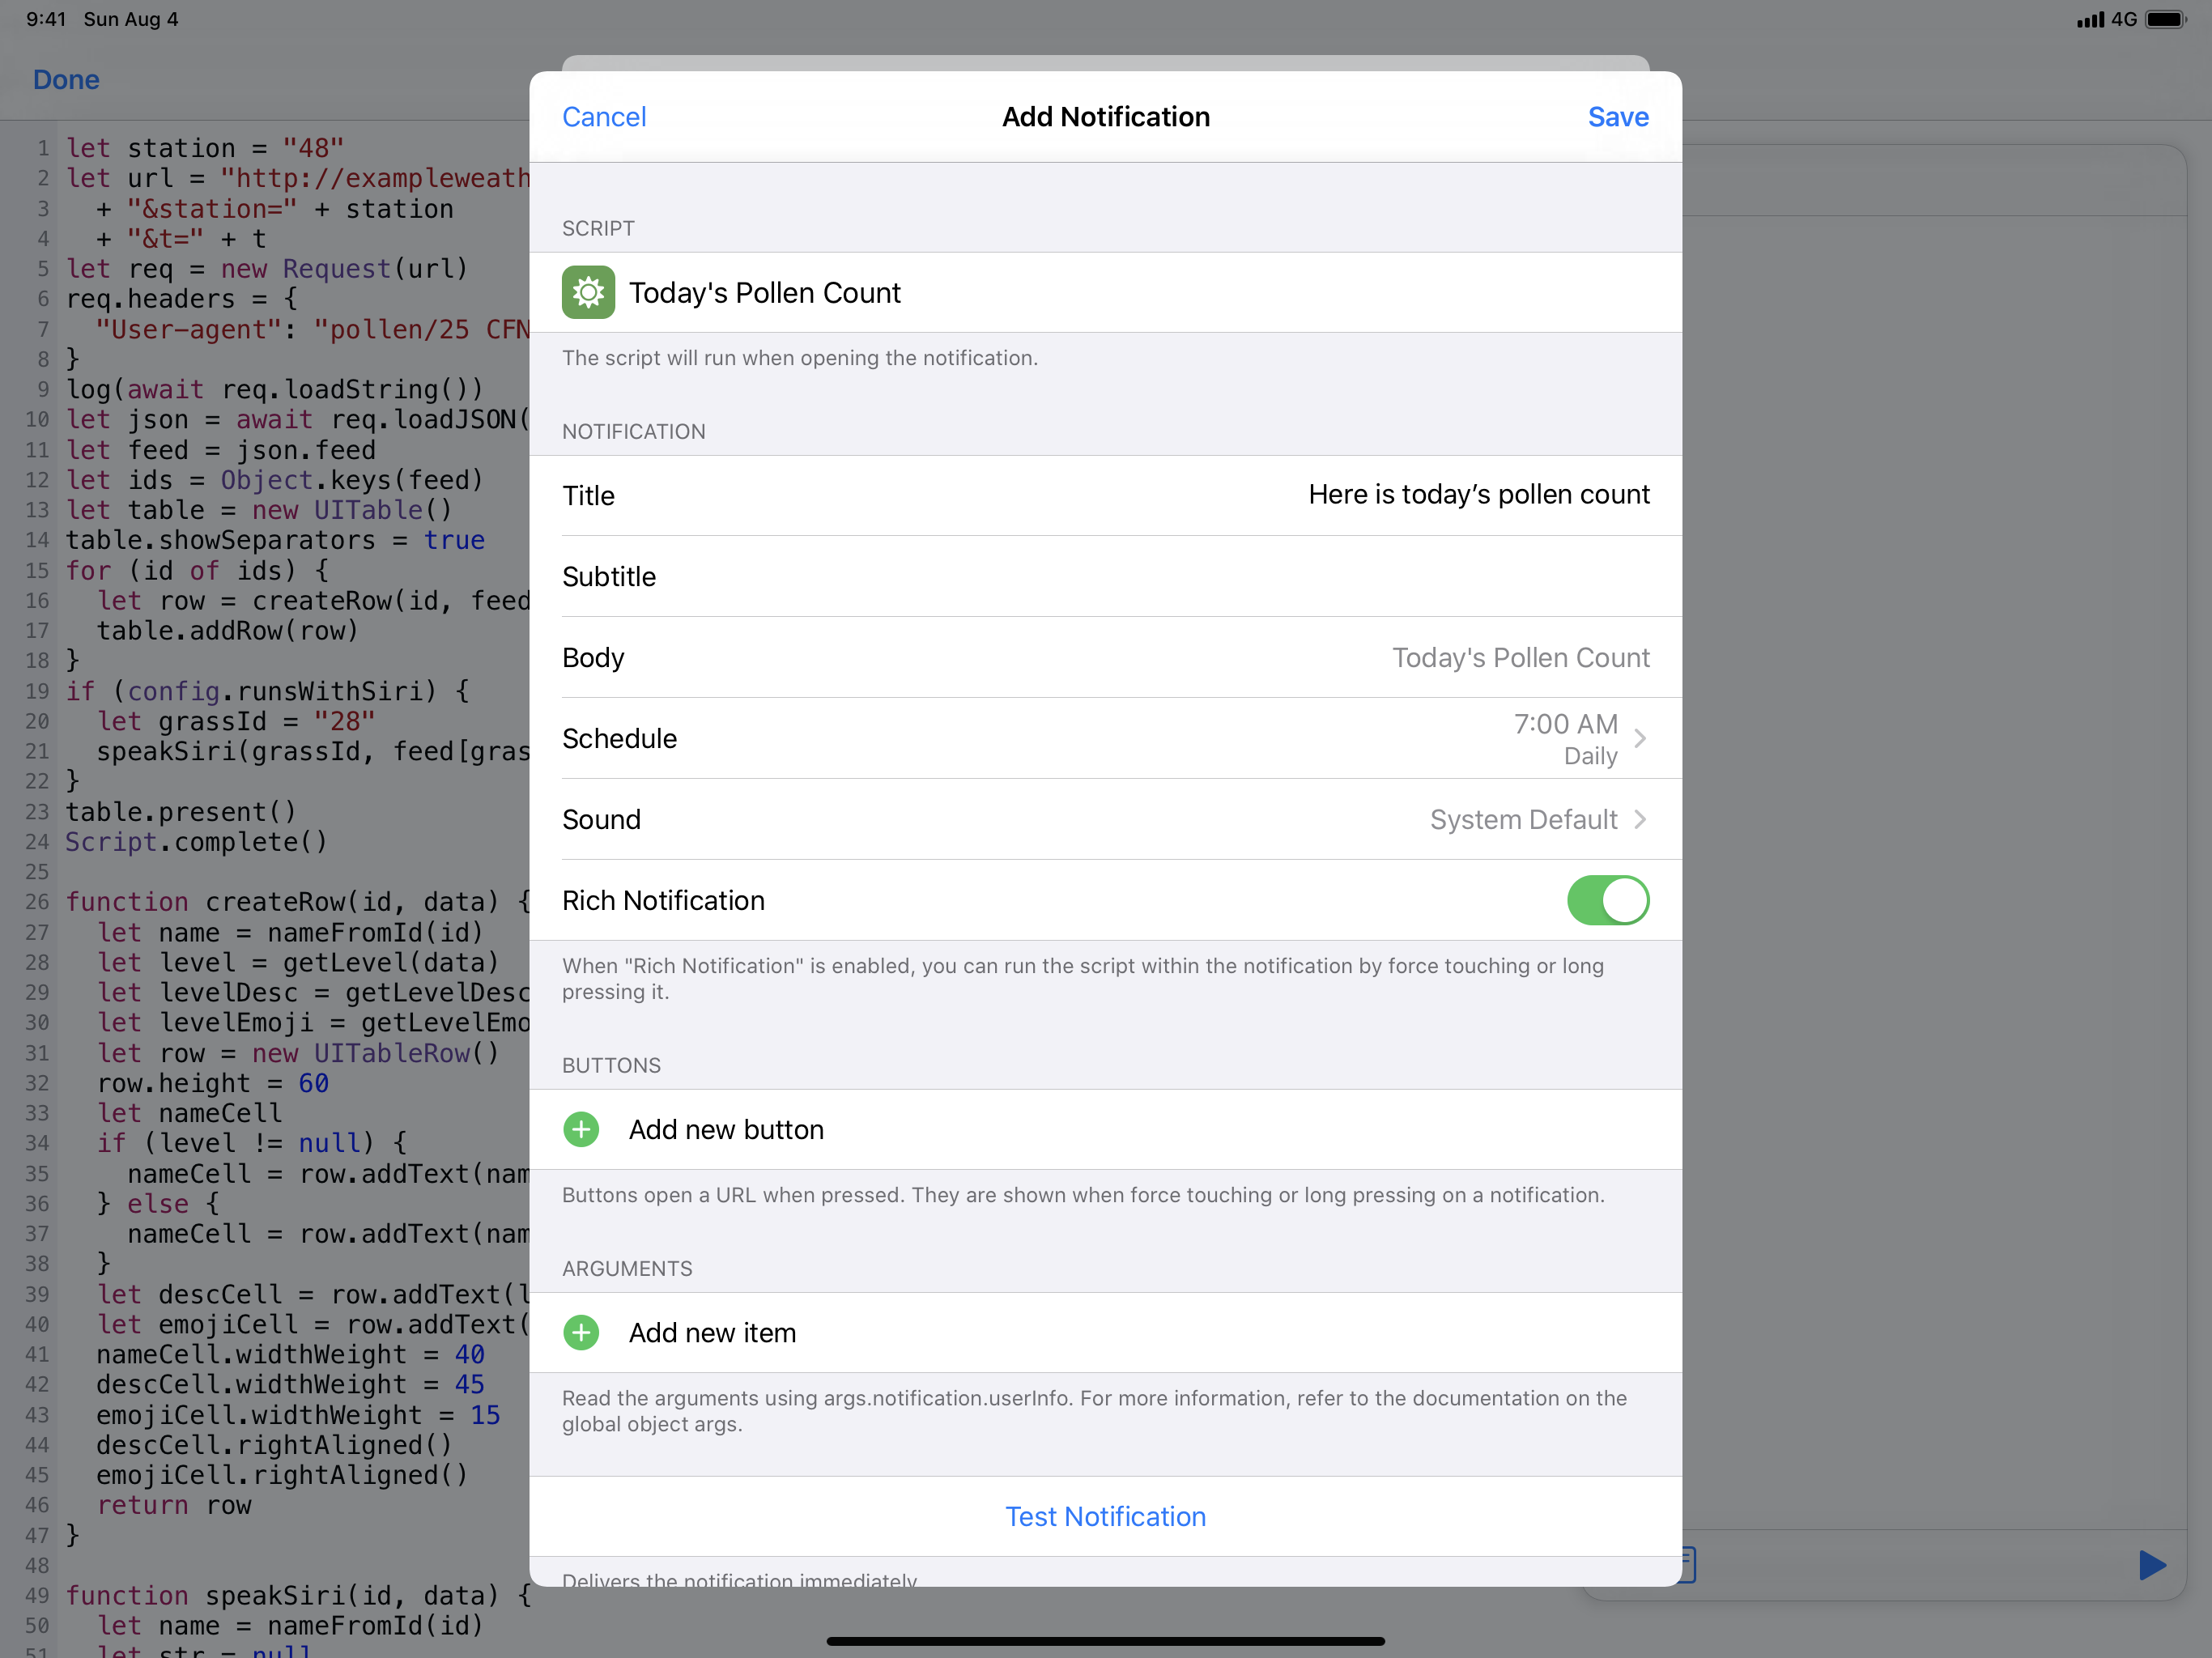 9:41 Sun Aug 4
4G
Done
1 let station = "48"
2 let url = "http://exampleweath
3 + "&station=" + station
4 + "&t=" + t
5 let req = new Request(url)
6 req.headers = {
7 "User-agent": "pollen/25 CFN
8 }
9 log(await req.loadString())
10 let json = await req.loadJSON(
11 let feed = json.feed
12 let ids = Object.keys(feed)
13 let table = new UITable()
14 table.showSeparators = true
15 for (id of ids) {
16 let row = createRow(id, feed
17 table.addRow(row)
18 }
19 if (config.runsWithSiri) {
20 let grassId = "28"
21 speakSiri(grassId, feed[gras
22 }
23 table.present()
24 Script.complete()
25
26 function createRow(id, data) {
27 let name = nameFromId(id)
28 let level = getLevel(data)
29 let levelDesc = getLevelDesc
30 let levelEmoji = getLevelEmo
31 let row = new UITableRow()
32 row.height = 60
33 let nameCell
34 if (level != null) {
35 nameCell = row.addText(nam
36 } else {
37 nameCell = row.addText(nam
38 }
39 let descCell = row.addText(l
40 let emojiCell = row.addText(
41 nameCell.widthWeight = 40
42 descCell.widthWeight = 45
43 emojiCell.widthWeight = 15
44 descCell.rightAligned()
45 emojiCell.rightAligned()
46 return row
47 }
48
49 function speakSiri(id, data) {
50 let name = nameFromId(id)
51 let str = null
Cancel
Add Notification
Save
SCRIPT
Today's Pollen Count
The script will run when opening the notification.
NOTIFICATION
Title
Here is today’s pollen count
Subtitle
Body
Today's Pollen Count
Schedule
7:00 AM
Daily
Sound
System Default
Rich Notification
When "Rich Notification" is enabled, you can run the script within the notification by force touching or long
pressing it.
BUTTONS
Add new button
Buttons open a URL when pressed. They are shown when force touching or long pressing on a notification.
ARGUMENTS
Add new item
Read the arguments using args.notification.userInfo. For more information, refer to the documentation on the
global object args.
Test Notification
Delivers the notification immediately